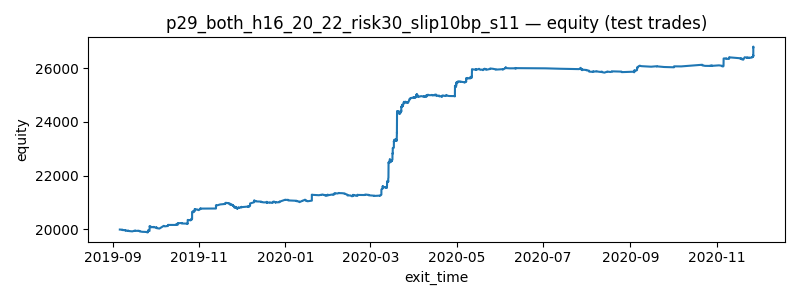 p29_both_h16_20_22_risk30_slip10bp_s11 — equity (test trades)
equity
26000
24000
22000
20000
2019-09 2019-11 2020-01 2020-03 2020-05 2020-07 2020-09 2020-11
exit_time